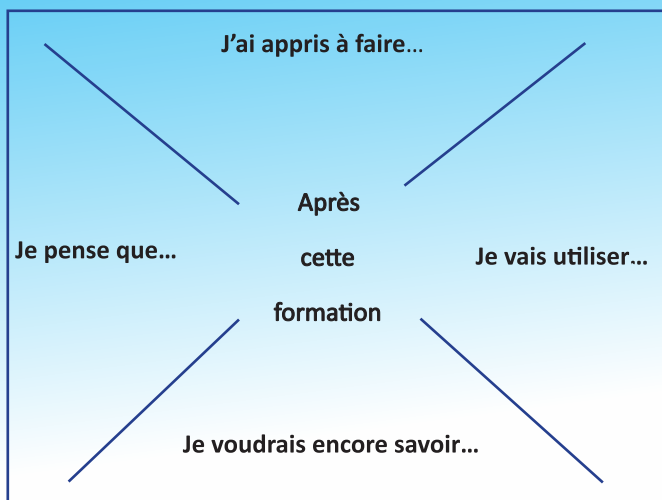 J’ai appris à faire…
Après
Je pense que…
cette
Je vais utiliser…
formation
Je voudrais encore savoir…